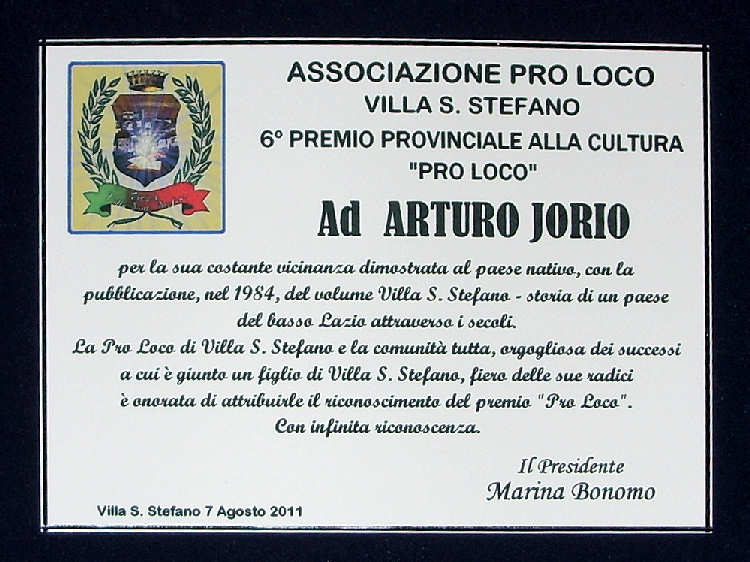 ASSOCIAZIONE PRO LOCO
VILLA S. STEFANO
6° PREMIO PROVINCIALE ALLA CULTURA
"PRO LOCO"
Ad ARTURO JORIO
per la sua costante vicinanza dimostrata al paese nativo, con la
pubblicazione, nel 1984, del volume Villa S. Stefano - storia di un paese
del basso Lazio attraverso i secoli.
La Pro Loco di Villa S. Stefano e la comunità tutta, orgogliosa dei successi
a cui è giunto un figlio di Villa S. Stefano, fiero delle sue radici
è onorata di attribuirle il riconoscimento del premio "Pro Loco".
Con infinita riconoscenza.
Il Presidente
Marina Bonomo
Villa S. Stefano 7 Agosto 2011